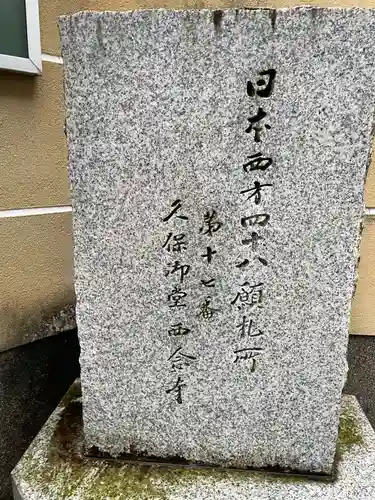 日本西方四十八願札所
第十七番
久保御堂西念寺